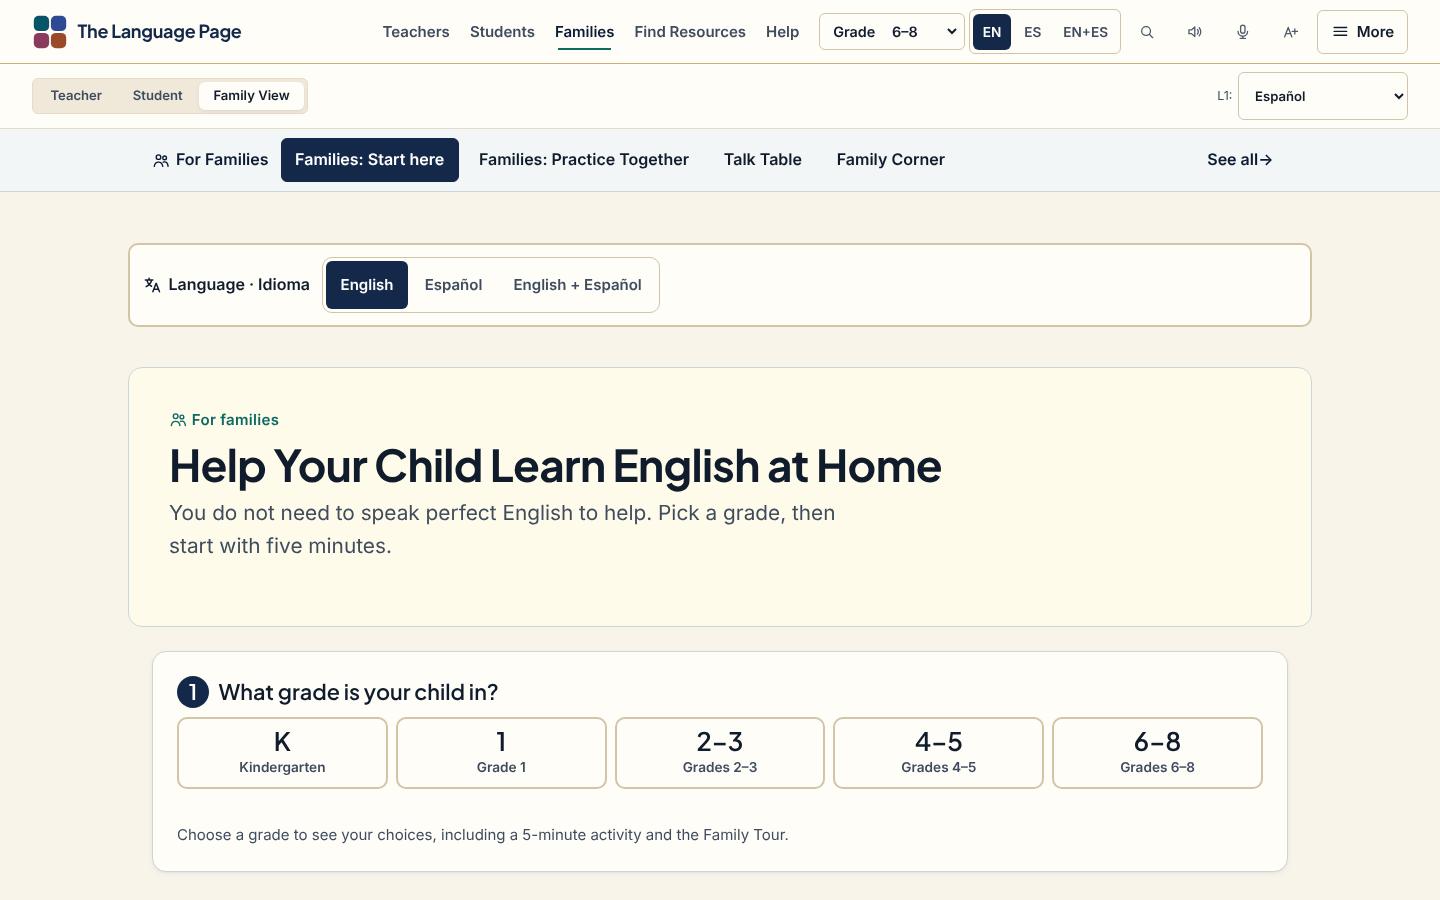 The Language Page
Teachers
Students
Families
Find Resources
Help
Grade 6–8
EN
ES
EN+ES
A+
More
Teacher
Student
Family View
L1:
Español
For Families
Families: Start here
Families: Practice Together
Talk Table
Family Corner
See all→
Language · Idioma
English
Español
English + Español
For families
Help Your Child Learn English at Home
You do not need to speak perfect English to help. Pick a grade, then
start with five minutes.
1 What grade is your child in?
K
Kindergarten
1
Grade 1
2–3
Grades 2–3
4–5
Grades 4–5
6–8
Grades 6–8
Choose a grade to see your choices, including a 5-minute activity and the Family Tour.